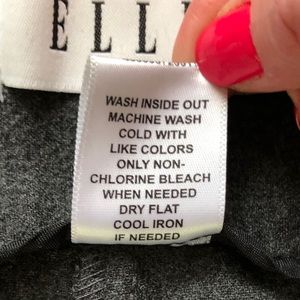 ELL
WASH INSIDE OUT
MACHINE WASH
COLD WITH
LIKE COLORS
ONLY NON-
CHLORINE BLEACH
WHEN NEEDED
DRY FLAT
COOL IRON
IF NEEDED